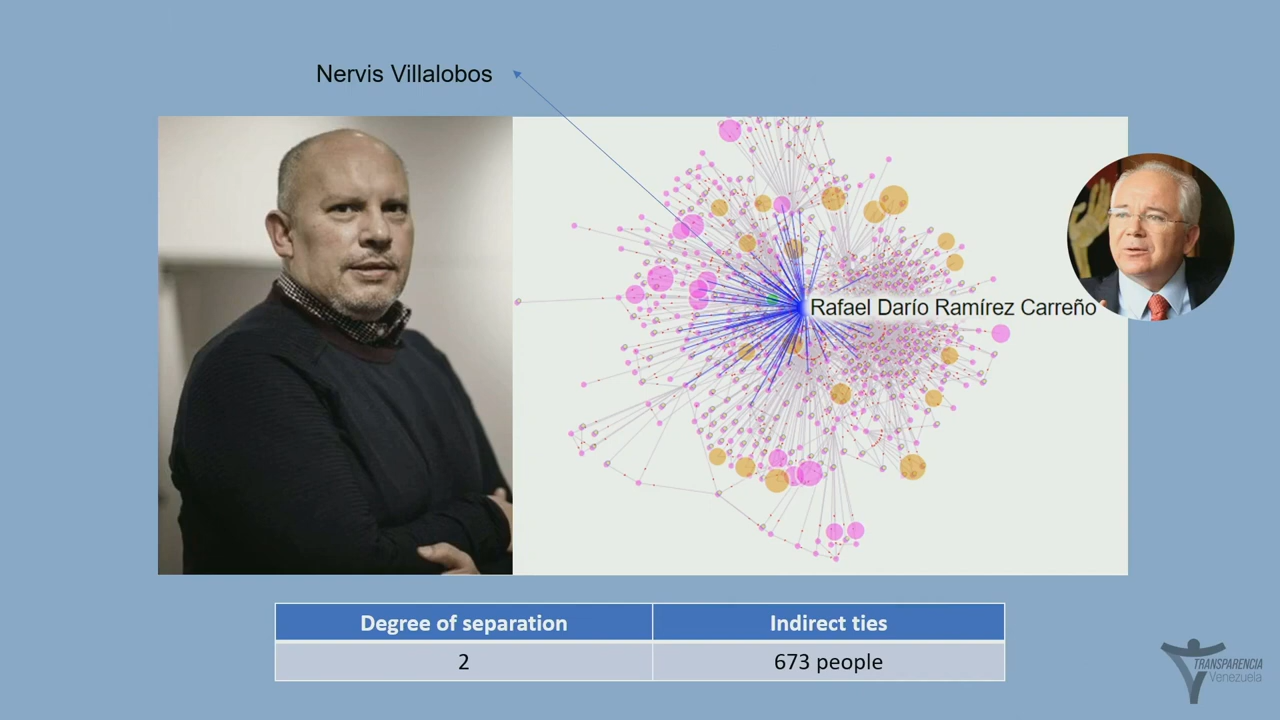 Nervis Villalobos
Rafael Darío Ramírez Carreño
Degree of separation
Indirect ties
2
673 people
TRANSPARENCIA
Venezuela